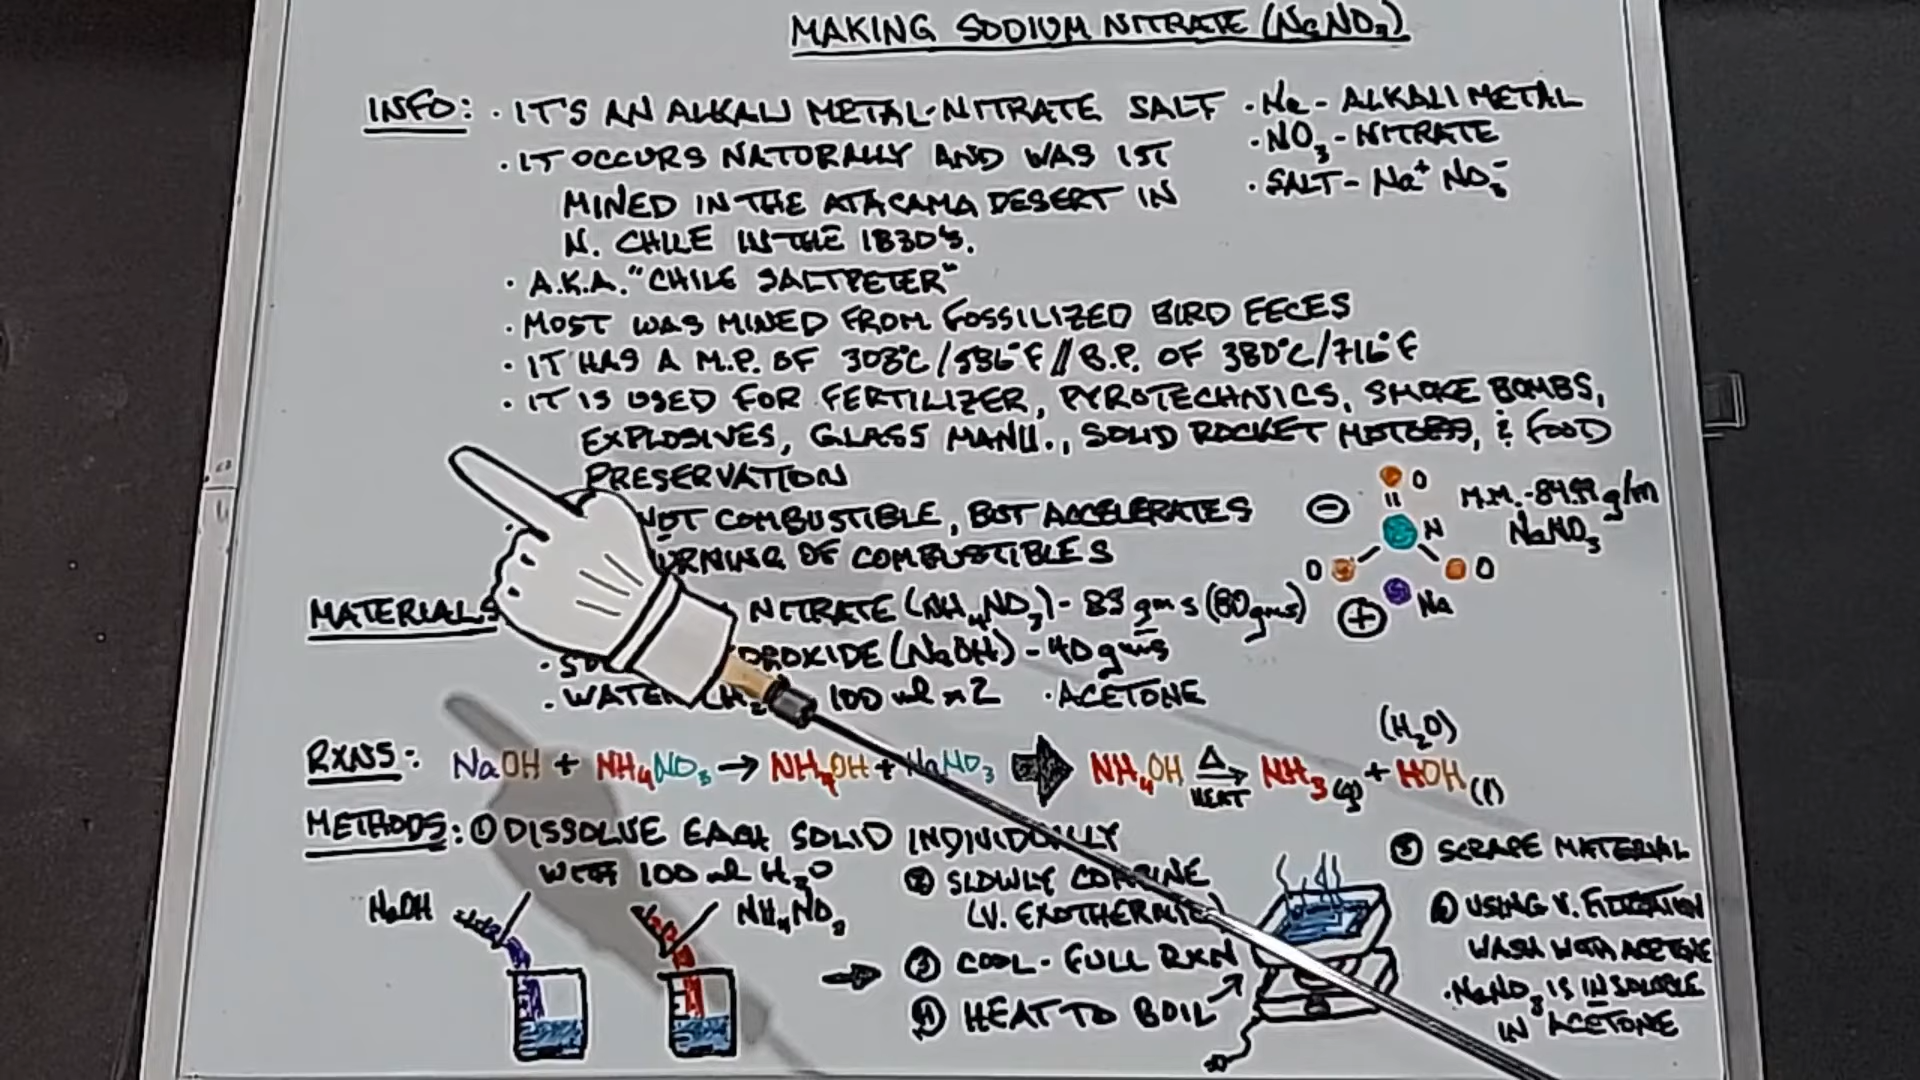 MAKING SODIUM NITRATE (NaNO3)
INFO: · IT'S AN ALKALI METAL-NITRATE SALT
· Na - ALKALI METAL
· NO3 - NITRATE
· SALT - Na+ NO3-
· IT OCCURS NATURALLY AND WAS 1ST
MINED IN THE ATACAMA DESERT IN
N. CHILE IN THE 1830's.
· A.K.A. "CHILE SALTPETER"
· MOST WAS MINED FROM FOSSILIZED BIRD FECES
· IT HAS A M.P. OF 308°C/586°F // B.P. OF 380°C/716°F
· IT IS USED FOR FERTILIZER, PYROTECHNICS, SMOKE BOMBS,
EXPLOSIVES, GLASS MANU., SOLID ROCKET MOTORS, & FOOD
PRESERVATION
NOT COMBUSTIBLE, BUT ACCELERATES
URNING OF COMBUSTIBLES
O
N
O O
Na
M.M. - 84.99 g/m
NaNO3
MATERIALS
NITRATE (NH4NO3) - 85 gms (80gms)
· SO OROXIDE (NaOH) - 40 gms
· WATER (H2 100 ml x2 · ACETONE
RXNS: NaOH + NH4NO3 → NH4OH + NaNO3 NH4OH Δ HEAT → NH3(g) + HOH(l)
(H2O)
METHODS: ① DISSOLVE EACH SOLID INDIVIDUALLY
WITH 100 ml H2O
NaOH
NH4NO3
② SLOWLY COMBINE
(V. EXOTHERMIC)
③ COOL - FULL RXN
④ HEAT TO BOIL
⑤ SCRAPE MATERIAL
⑥ USING V. FILTRATION
WASH WITH ACETONE
· NaNO3 IS INSOLUBLE
IN ACETONE